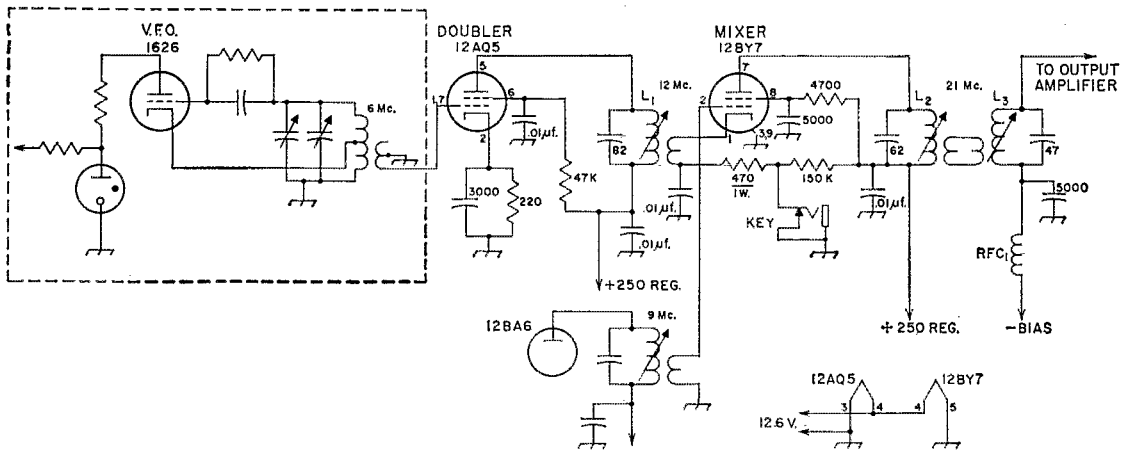 V.F.O.
1626
6 Mc.
DOUBLER
12AQ5
5
1,7
6
2
.01µf.
3000
220
47K
L1
82
12 Mc.
.01µf.
.01µf.
+250 REG.
MIXER
12BY7
7
2
8
1
3,9
4700
5000
470
1W.
150K
KEY
.01µf.
L2
62
21 Mc.
L3
47
TO OUTPUT
AMPLIFIER
5000
RFC1
+250 REG.
-BIAS
12BA6
9 Mc.
12AQ5
12BY7
3
4
4
5
12.6V.